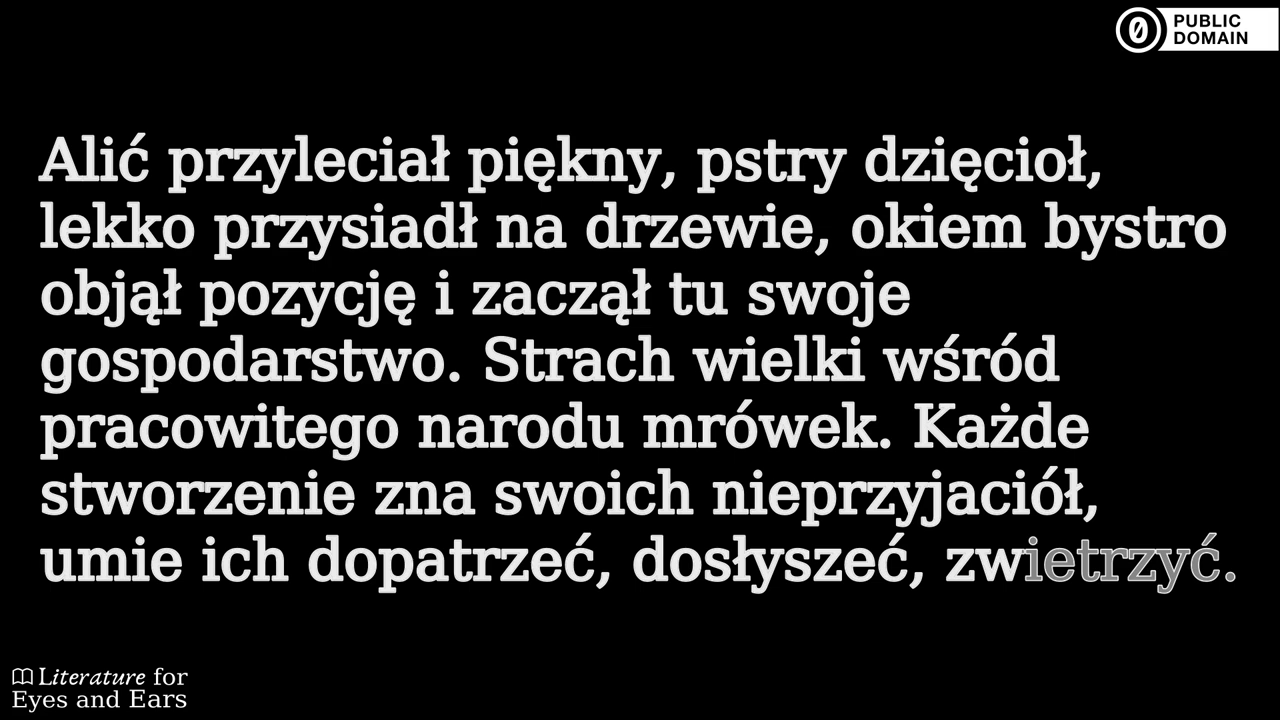 PUBLIC
DOMAIN
Alić przyleciał piękny, pstry dzięcioł,
lekko przysiadł na drzewie, okiem bystro
objął pozycję i zaczął tu swoje
gospodarstwo. Strach wielki wśród
pracowitego narodu mrówek. Każde
stworzenie zna swoich nieprzyjaciół,
umie ich dopatrzeć, dosłyszeć, zwietrzyć.
Literature for
Eyes and Ears